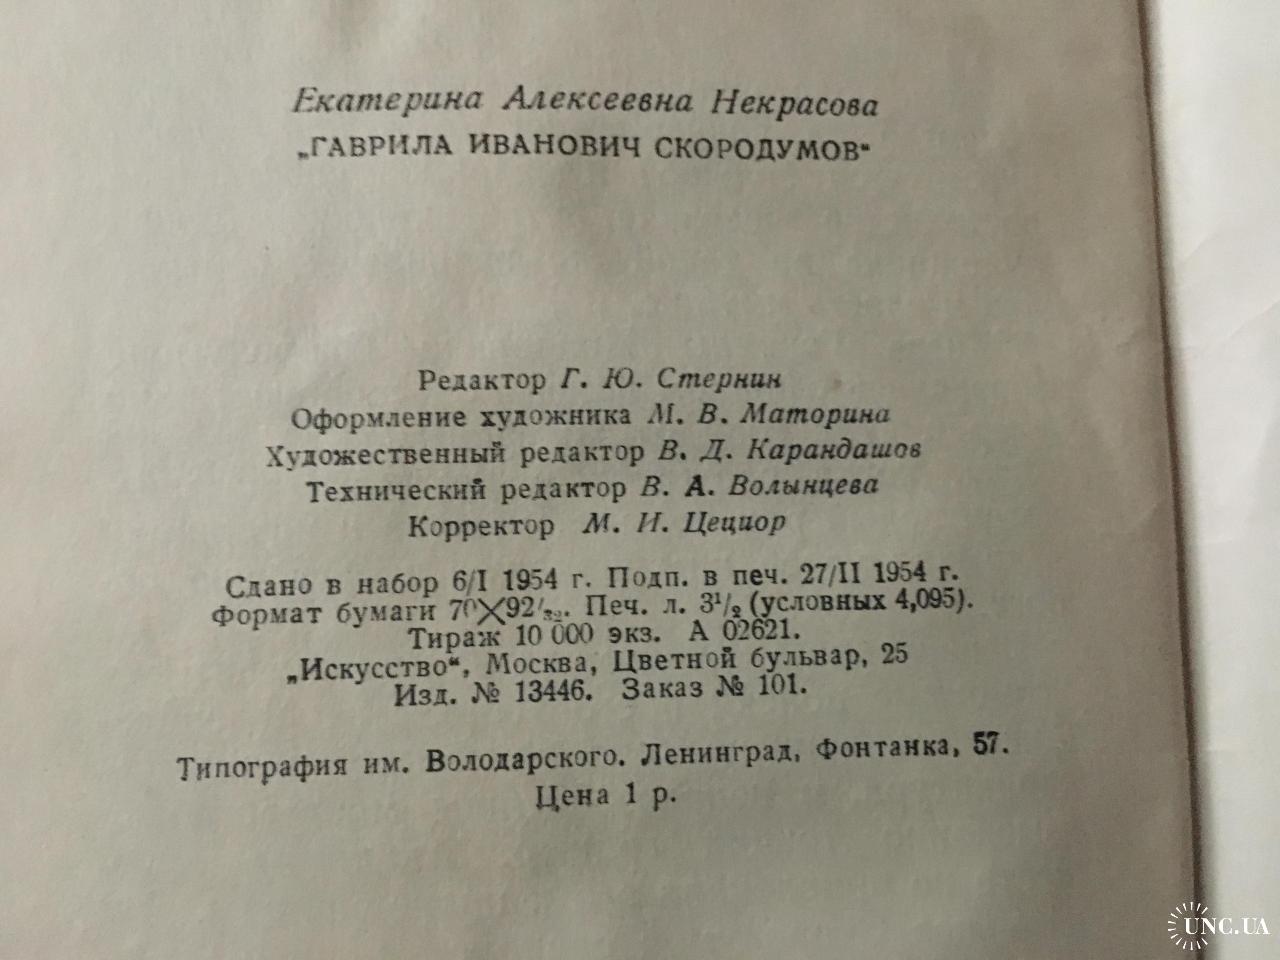 Екатерина Алексеевна Некрасова
„ГАВРИЛА ИВАНОВИЧ СКОРОДУМОВ“
Редактор Г. Ю. Стернин
Оформление художника М. В. Маторина
Художественный редактор В. Д. Карандашов
Технический редактор В. А. Волынцева
Корректор М. И. Цециор
Сдано в набор 6/I 1954 г. Подп. в печ. 27/II 1954 г.
Формат бумаги 70×92¹/₃₂. Печ. л. 3¹/₂ (условных 4,095).
Тираж 10 000 экз. А 02621.
„Искусство“, Москва, Цветной бульвар, 25
Изд. № 13446. Заказ № 101.
Типография им. Володарского. Ленинград, Фонтанка, 57.
Цена 1 р.
UNC.UA